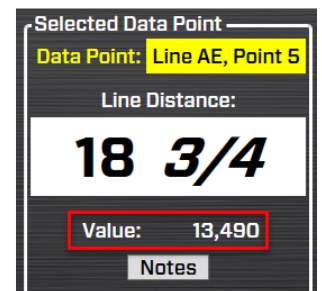 Selected Data Point
Data Point: Line AE, Point 5
Line Distance:
18 3/4
Value: 13,490
Notes